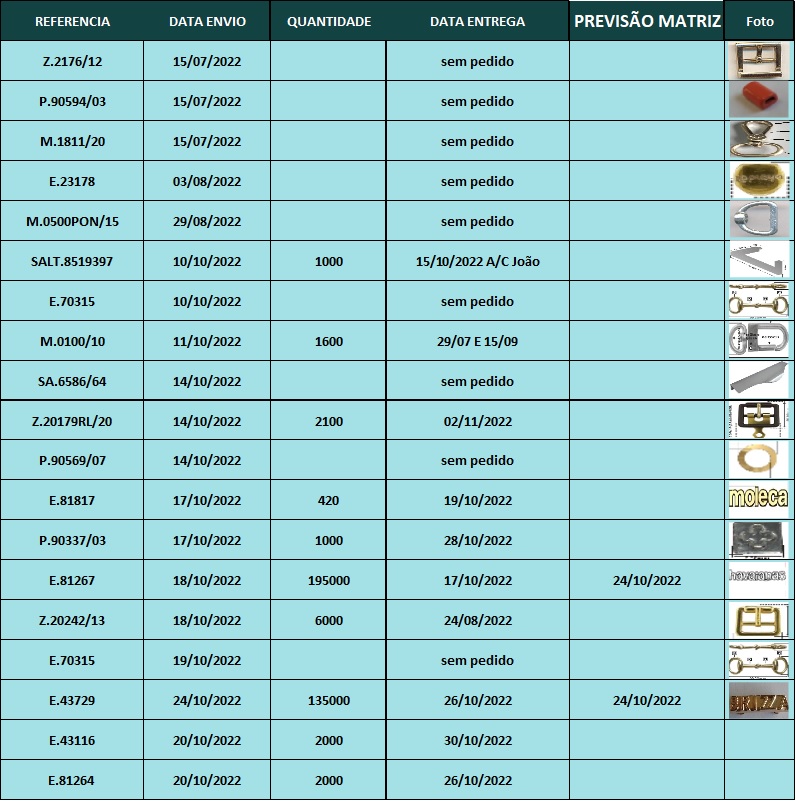 REFERENCIA DATA ENVIO QUANTIDADE DATA ENTREGA PREVISÃO MATRIZ Foto
Z.2176/12 15/07/2022 sem pedido
P.90594/03 15/07/2022 sem pedido
M.1811/20 15/07/2022 sem pedido
E.23178 03/08/2022 sem pedido
M.0500PON/15 29/08/2022 sem pedido
SALT.8519397 10/10/2022 1000 15/10/2022 A/C João
E.70315 10/10/2022 sem pedido
M.0100/10 11/10/2022 1600 29/07 E 15/09
SA.6586/64 14/10/2022 sem pedido
Z.20179RL/20 14/10/2022 2100 02/11/2022
P.90569/07 14/10/2022 sem pedido
E.81817 17/10/2022 420 19/10/2022 moleca
P.90337/03 17/10/2022 1000 28/10/2022
E.81267 18/10/2022 195000 17/10/2022 24/10/2022 havaianas
Z.20242/13 18/10/2022 6000 24/08/2022
E.70315 19/10/2022 sem pedido
E.43729 24/10/2022 135000 26/10/2022 24/10/2022
E.43116 20/10/2022 2000 30/10/2022
E.81264 20/10/2022 2000 26/10/2022